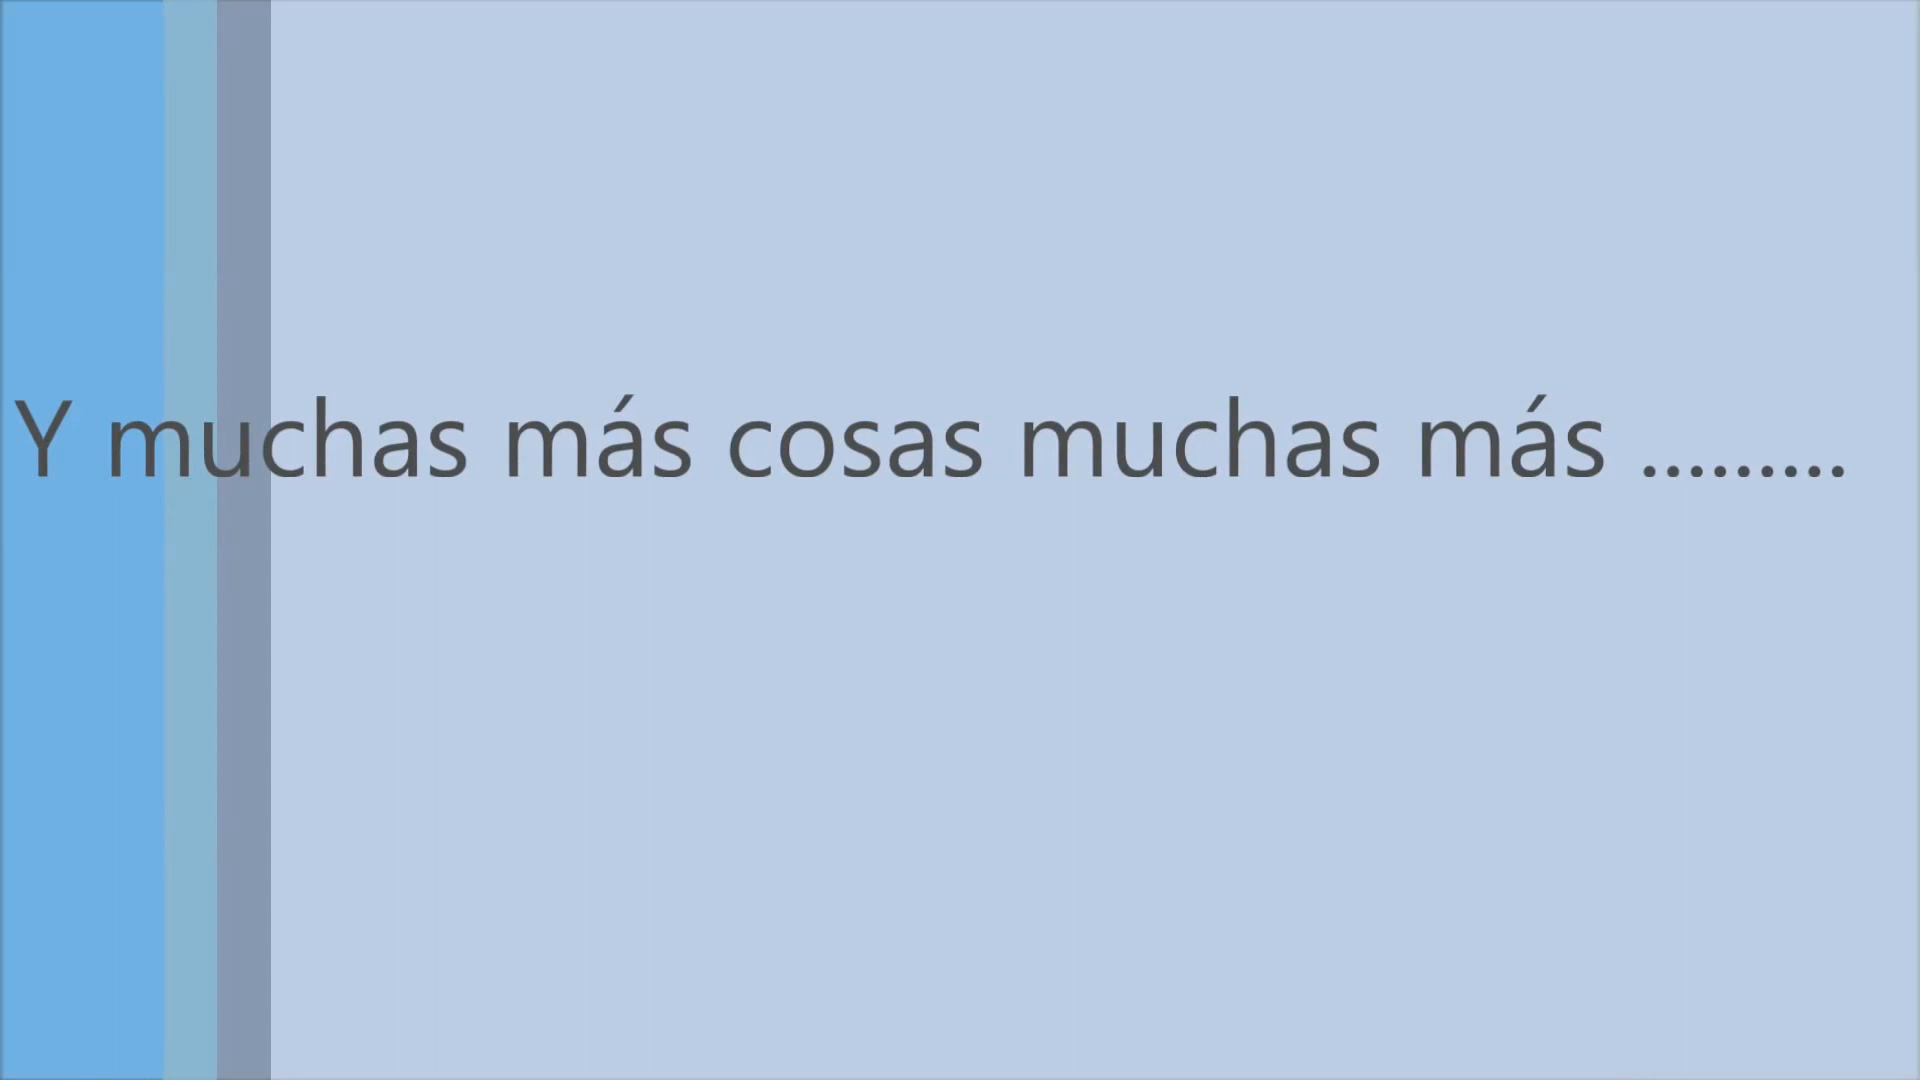 Y muchas más cosas muchas más .........